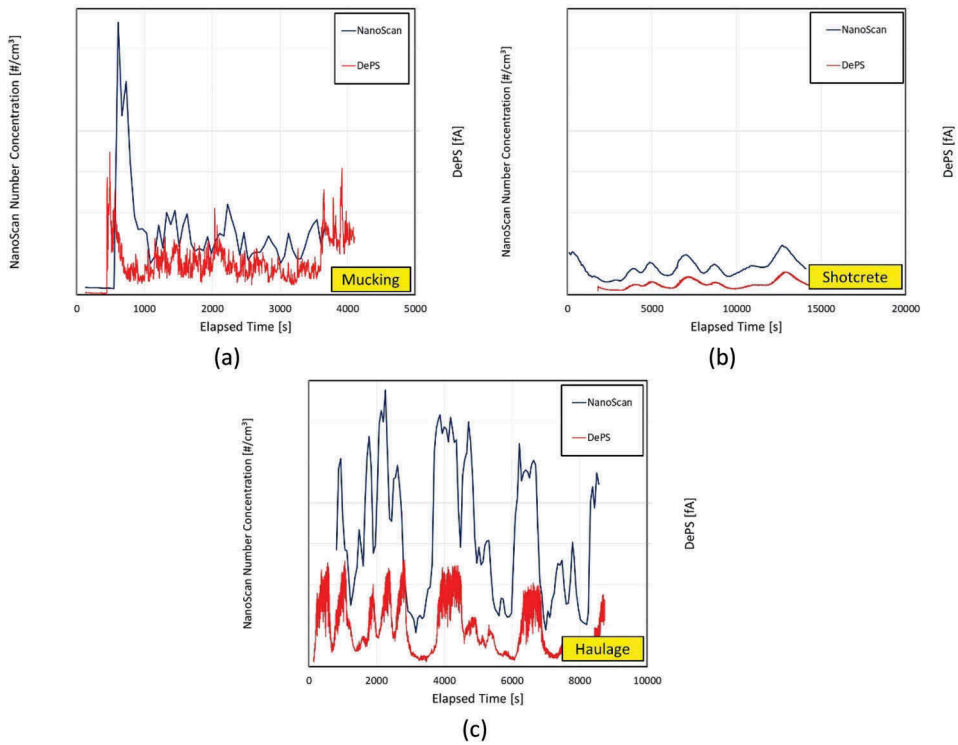 NanoScan Number Concentration [#/cm³]
NanoScan
DePS
DePS [fA]
Mucking
0 1000 2000 3000 4000 5000
Elapsed Time [s]
(a)
NanoScan Number Concentration [#/cm³]
NanoScan
DePS
DePS [fA]
Shotcrete
0 5000 10000 15000 20000
Elapsed Time [s]
(b)
NanoScan Number Concentration [#/cm³]
NanoScan
DePS
DePS [fA]
Haulage
0 2000 4000 6000 8000 10000
Elapsed Time [s]
(c)